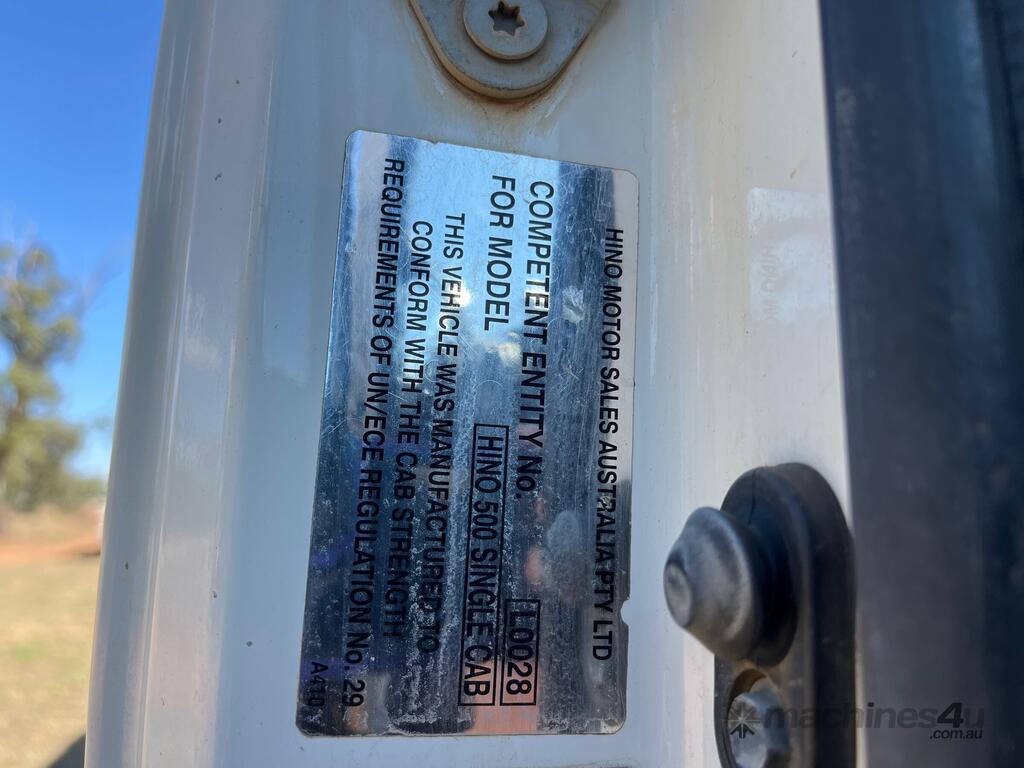 HINO MOTOR SALES AUSTRALIA PTY LTD
COMPETENT ENTITY No. L0028
FOR MODEL HINO 500 SINGLE CAB
THIS VEHICLE WAS MANUFACTURED TO
CONFORM WITH THE CAB STRENGTH
REQUIREMENTS OF UN/ECE REGULATION No. 29
A410
machines4u
.com.au